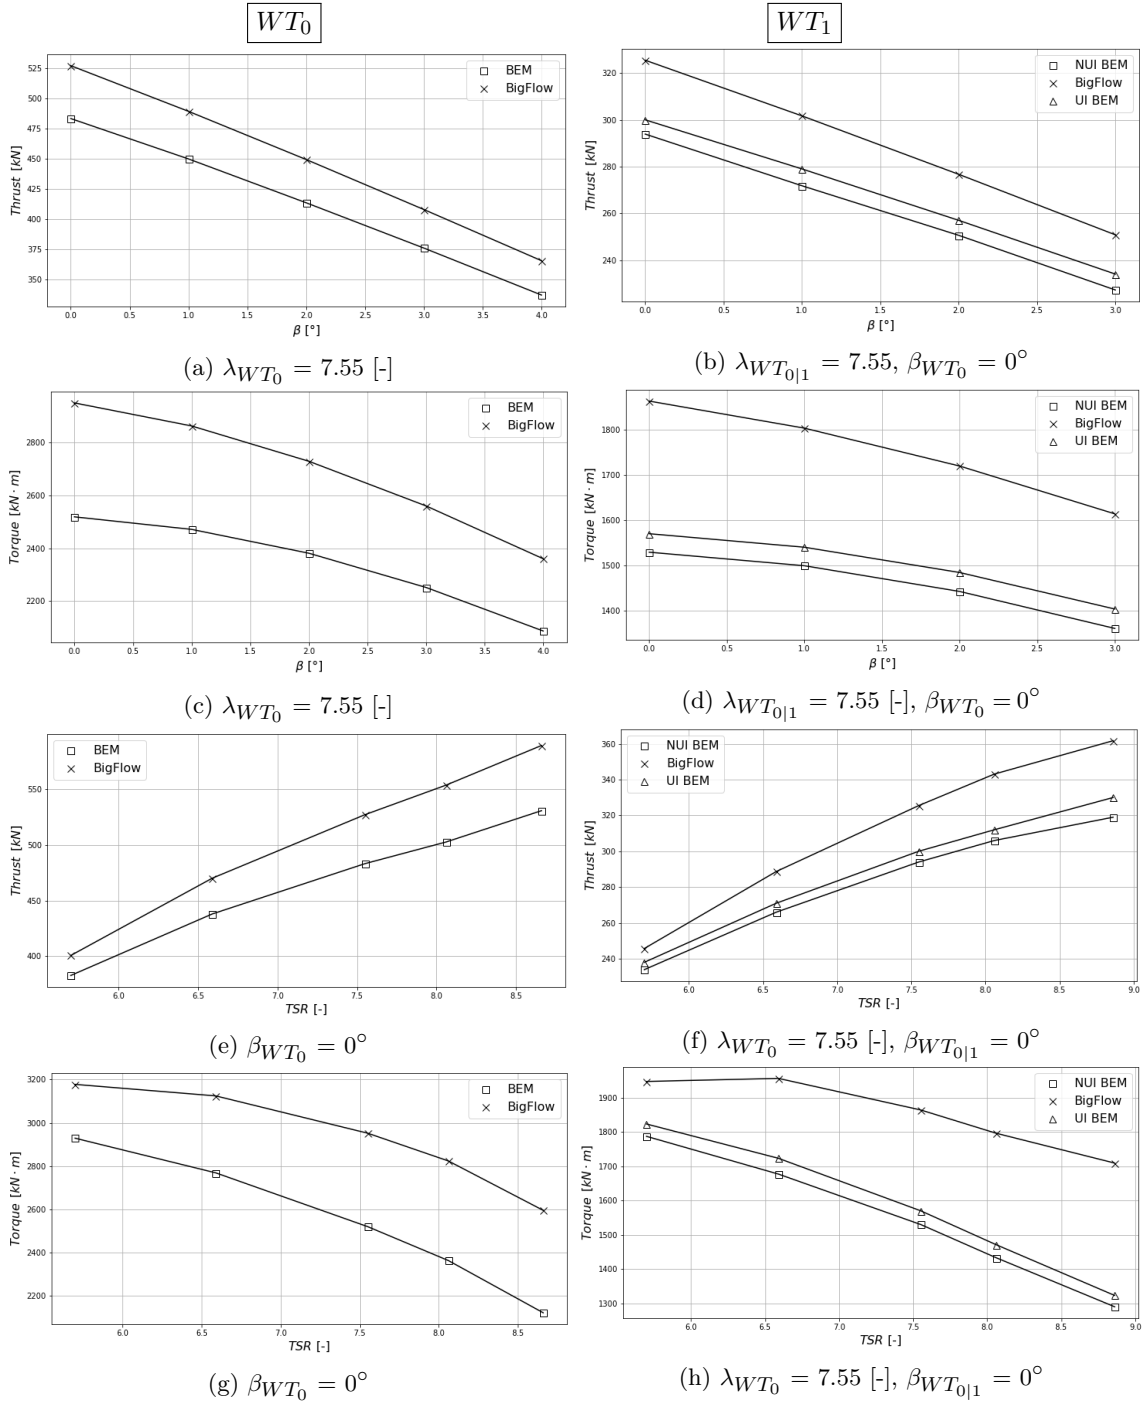 WT0
WT1
525
500
475
450
425
400
375
350
Thrust [kN]
BEM
BigFlow
0.0 0.5 1.0 1.5 2.0 2.5 3.0 3.5 4.0
β [°]
(a) λWT0 = 7.55 [-]
320
300
280
260
240
Thrust [kN]
NUI BEM
BigFlow
UI BEM
0.0 0.5 1.0 1.5 2.0 2.5 3.0
β [°]
(b) λWT0|1 = 7.55, βWT0 = 0°
2800
2600
2400
2200
Torque [kN · m]
BEM
BigFlow
0.0 0.5 1.0 1.5 2.0 2.5 3.0 3.5 4.0
β [°]
(c) λWT0 = 7.55 [-]
1800
1700
1600
1500
1400
Torque [kN · m]
NUI BEM
BigFlow
UI BEM
0.0 0.5 1.0 1.5 2.0 2.5 3.0
β [°]
(d) λWT0|1 = 7.55 [-], βWT0 = 0°
550
500
450
400
Thrust [kN]
BEM
BigFlow
6.0 6.5 7.0 7.5 8.0 8.5
TSR [-]
(e) βWT0 = 0°
360
340
320
300
280
260
240
Thrust [kN]
NUI BEM
BigFlow
UI BEM
6.0 6.5 7.0 7.5 8.0 8.5 9.0
TSR [-]
(f) λWT0 = 7.55 [-], βWT0|1 = 0°
3200
3000
2800
2600
2400
2200
Torque [kN · m]
BEM
BigFlow
6.0 6.5 7.0 7.5 8.0 8.5
TSR [-]
(g) βWT0 = 0°
1900
1800
1700
1600
1500
1400
1300
Torque [kN · m]
NUI BEM
BigFlow
UI BEM
6.0 6.5 7.0 7.5 8.0 8.5 9.0
TSR [-]
(h) λWT0 = 7.55 [-], βWT0|1 = 0°